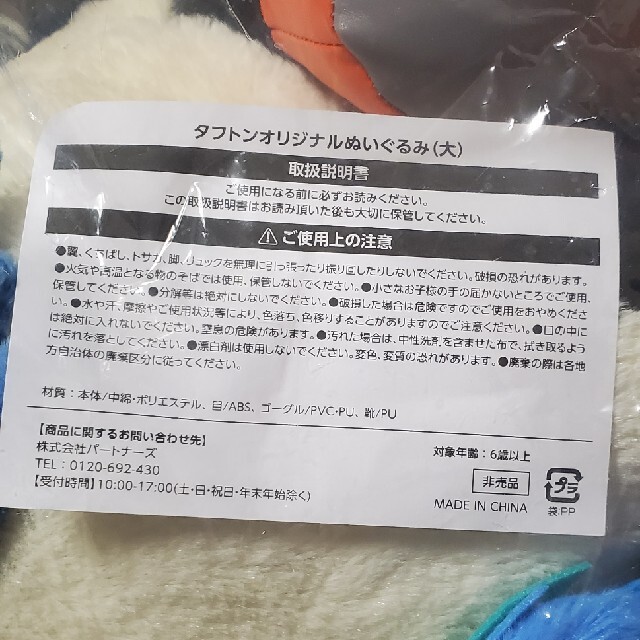 タフトンオリジナルぬいぐるみ(大)
取扱説明書
ご使用になる前に必ずお読みください。
この取扱説明書はお読み頂いた後も大切に保管してください。
⚠ ご使用上の注意
●翼、くちばし、トサカ、脚、リュックを無理に引っ張ったり振り返したりしないでください。破損の恐れがあります。
●火気や高温となる物のそばでは使用、保管しないでください。●小さなお子様の手の届かないところでご使用、
保管してください。●分解等は絶対にしないでください。●破損した場合は危険ですのでご使用をおやめくださ
い。●水や汗、摩擦やご使用状況等により、色落ち、色移りすることがありますのでご注意ください。●口の中に
は絶対に入れないでください。窒息の危険があります。●汚れた場合は、中性洗剤を含ませた布で、拭き取るよう
に汚れを落としてください。●漂白剤は使用しないでください。変色、変質の恐れがあります。●廃棄の際は各地
方自治体の廃棄区分に従ってください。
材質：本体/中綿・ポリエステル、目/ABS、ゴーグル/PVC・PU、靴/PU
【商品に関するお問い合わせ先】
株式会社パートナーズ
TEL：0120-692-430
【受付時間】10:00-17:00(土・日・祝日・年末年始除く)
対象年齢：6歳以上
非売品
MADE IN CHINA
プラ
袋:PP